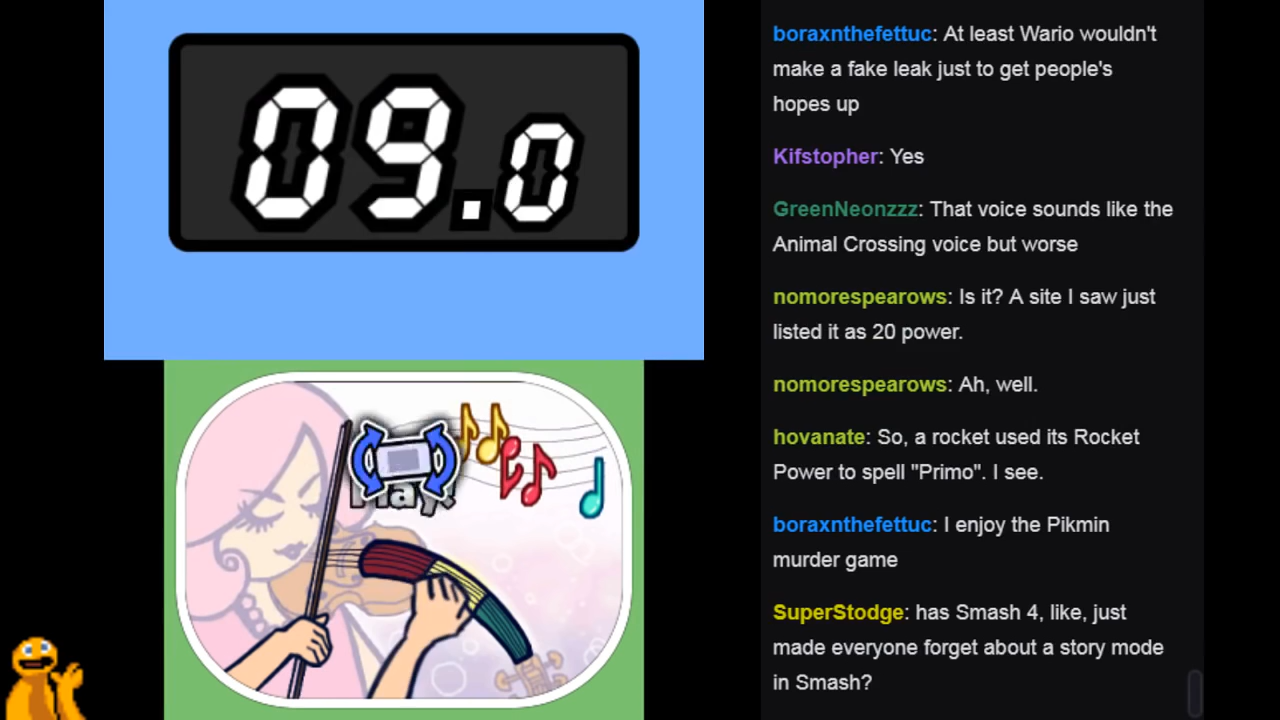 09.0
Play!
boraxnthefettuc: At least Wario wouldn't
make a fake leak just to get people's
hopes up
Kifstopher: Yes
GreenNeonzzz: That voice sounds like the
Animal Crossing voice but worse
nomorespearows: Is it? A site I saw just
listed it as 20 power.
nomorespearows: Ah, well.
hovanate: So, a rocket used its Rocket
Power to spell "Primo". I see.
boraxnthefettuc: I enjoy the Pikmin
murder game
SuperStodge: has Smash 4, like, just
made everyone forget about a story mode
in Smash?